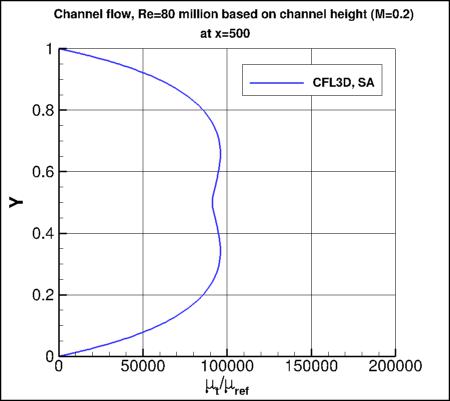 Channel flow, Re=80 million based on channel height (M=0.2)
at x=500
CFL3D, SA
1
0.8
0.6
Y
0.4
0.2
0
0 50000 100000 150000 200000
μt/μref